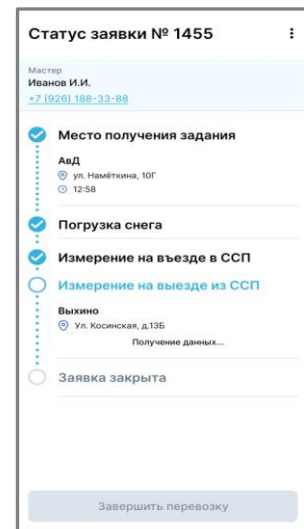 Статус заявки № 1455
Мастер
Иванов И.И.
+7 (926) 188-33-88
Место получения задания
АвД
ул. Намёткина, 10Г
12:58
Погрузка снега
Измерение на въезде в ССП
Измерение на выезде из ССП
Выхино
Ул. Косинская, д.13Б
Получение данных...
Заявка закрыта
Завершить перевозку